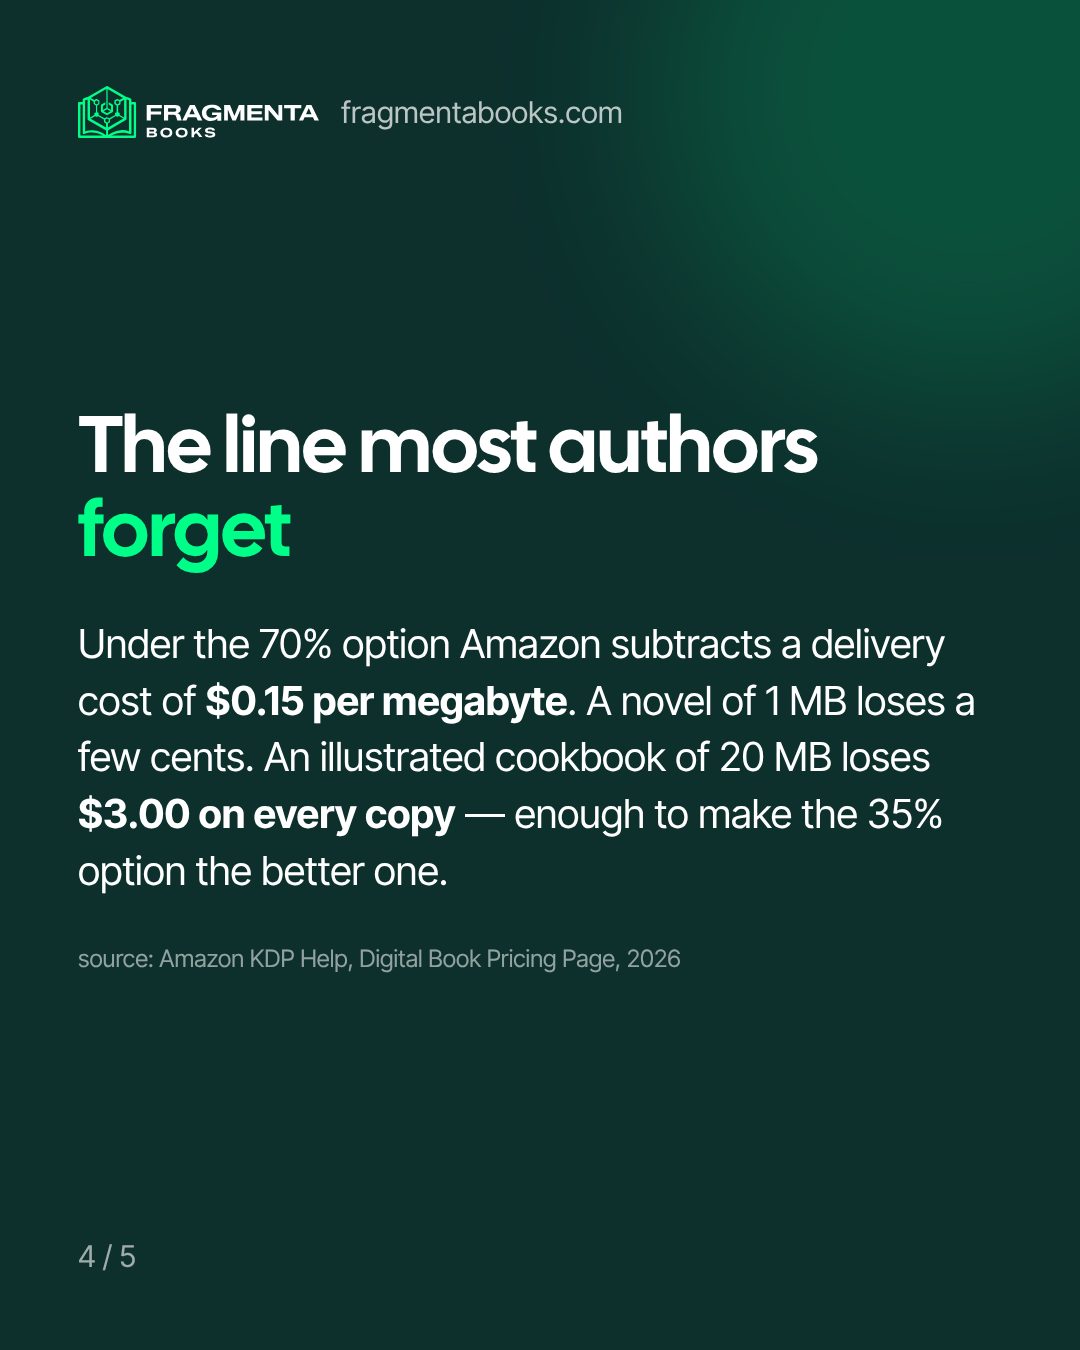 FRAGMENTA
BOOKS
fragmentabooks.com
The line most authors
forget
Under the 70% option Amazon subtracts a delivery
cost of $0.15 per megabyte. A novel of 1 MB loses a
few cents. An illustrated cookbook of 20 MB loses
$3.00 on every copy — enough to make the 35%
option the better one.
source: Amazon KDP Help, Digital Book Pricing Page, 2026
4 / 5